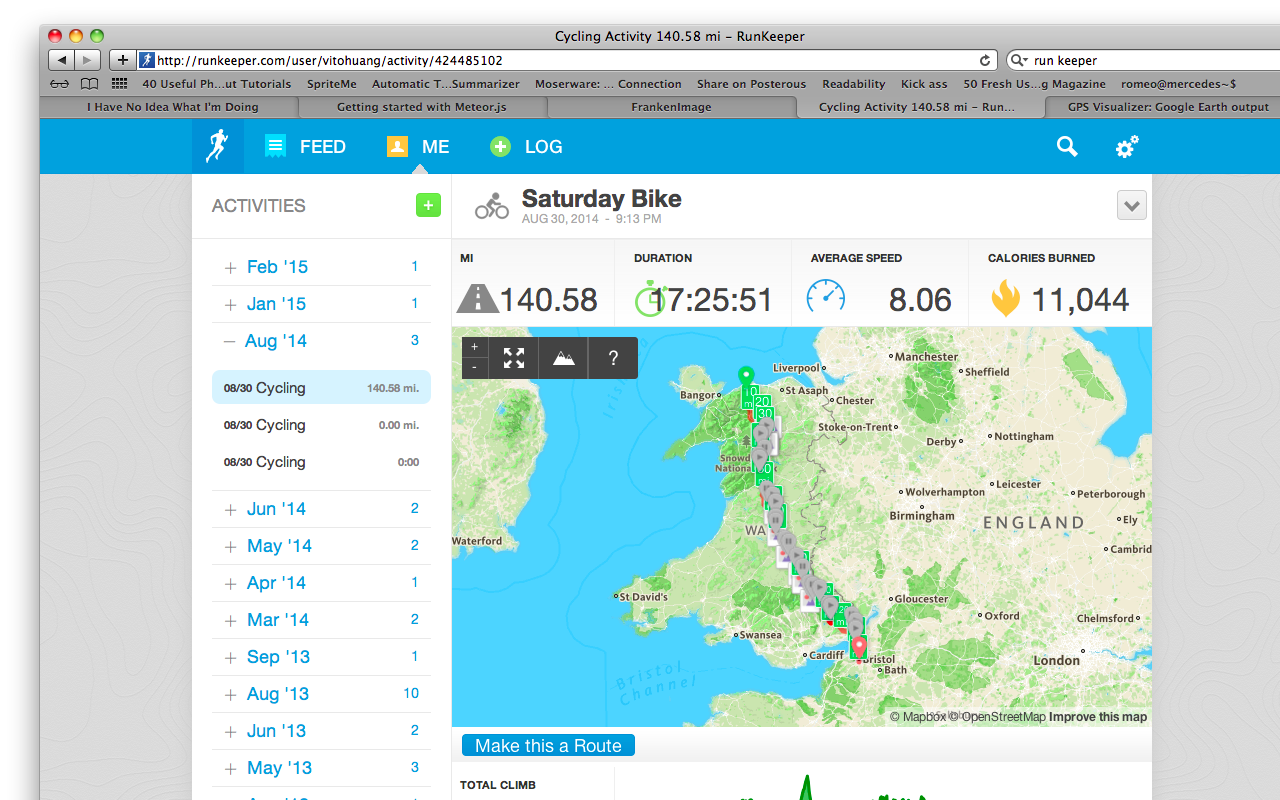 Cycling Activity 140.58 mi - RunKeeper
http://runkeeper.com/user/vitohuang/activity/424485102
run keeper
40 Useful Ph...ut Tutorials SpriteMe Automatic T...Summarizer Moserware: ... Connection Share on Posterous Readability Kick ass 50 Fresh Us...g Magazine romeo@mercedes~$
I Have No Idea What I'm Doing Getting started with Meteor.js FrankenImage Cycling Activity 140.58 mi - Run... GPS Visualizer: Google Earth output
FEED ME LOG
ACTIVITIES +
+ Feb '15 1
+ Jan '15 1
− Aug '14 3
08/30 Cycling 140.58 mi.
08/30 Cycling 0.00 mi.
08/30 Cycling 0:00
+ Jun '14 2
+ May '14 2
+ Apr '14 1
+ Mar '14 2
+ Sep '13 1
+ Aug '13 10
+ Jun '13 2
+ May '13 3
Saturday Bike
AUG 30, 2014 - 9:13 PM
MI DURATION AVERAGE SPEED CALORIES BURNED
140.58 17:25:51 8.06 11,044
+
-
?
Manchester
Liverpool
Sheffield
Bangor
St Asaph
Chester
20
30
Stoke-on-Trent
Derby
Nottingham
Snowd
National
Leicester
Wolverhampton
Peterborough
Birmingham
ENGLAND
Ely
WA
Waterford
Cambrid
St David's
Gloucester
Oxford
Chelmsford
Swansea
Cardiff
Bristol
Bath
London
Bristol
Channel
© Mapbox © OpenStreetMap Improve this map
Make this a Route
TOTAL CLIMB